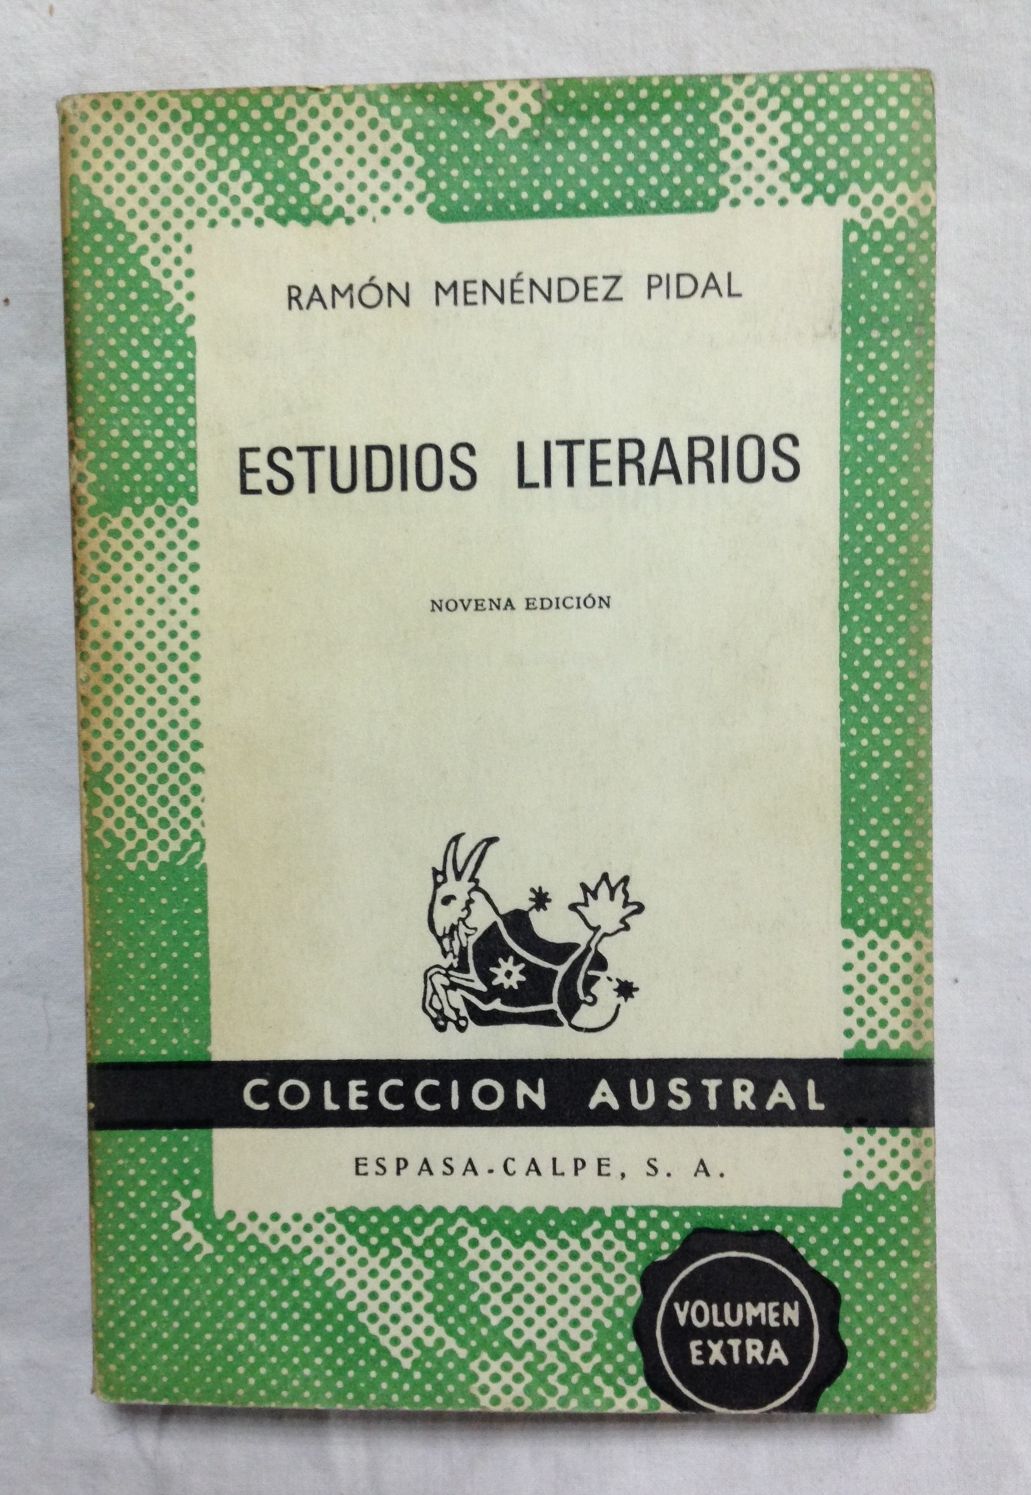 RAMÓN MENÉNDEZ PIDAL
ESTUDIOS LITERARIOS
NOVENA EDICIÓN
COLECCION AUSTRAL
ESPASA-CALPE, S. A.
VOLUMEN
EXTRA